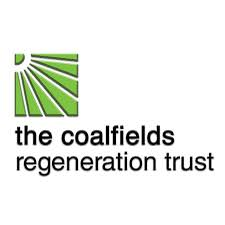 the coalfields
regeneration trust